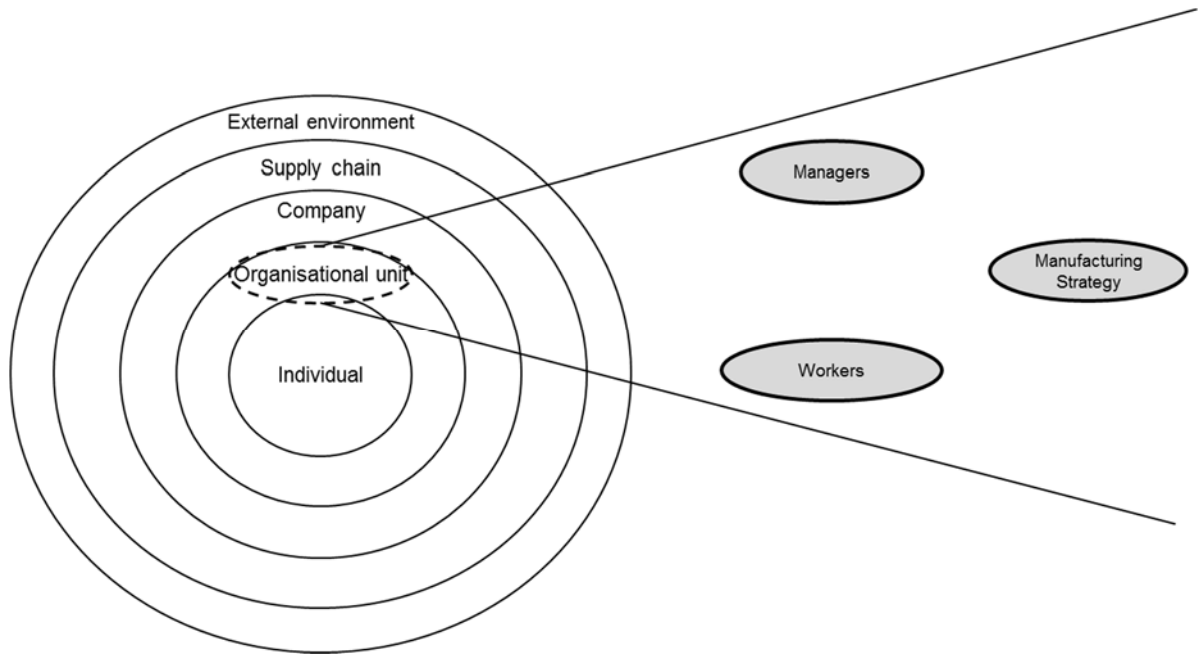 External environment
Supply chain
Company
Organisational unit
Individual
Managers
Manufacturing
Strategy
Workers